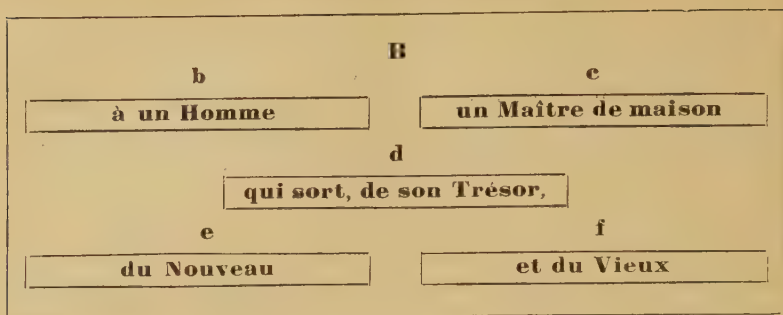 B
b c
à un Homme un Maître de maison
d
qui sort, de son Trésor,
e f
du Nouveau et du Vieux